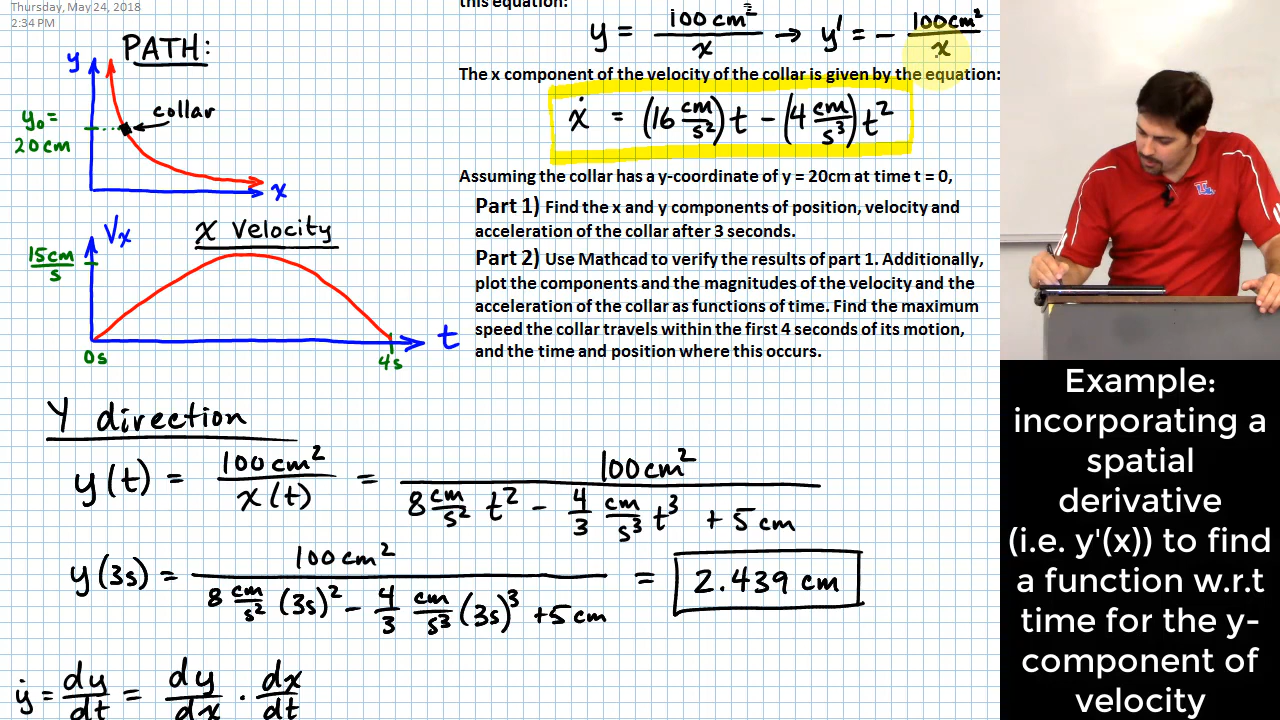 Thursday, May 24, 2018
2:34 PM
this equation:
y = 100 cm² / x → y' = - 100 cm² / x
The x component of the velocity of the collar is given by the equation:
ẋ = (16 cm/s²) t - (4 cm/s³) t²
Assuming the collar has a y-coordinate of y = 20cm at time t = 0,
Part 1) Find the x and y components of position, velocity and
acceleration of the collar after 3 seconds.
Part 2) Use Mathcad to verify the results of part 1. Additionally,
plot the components and the magnitudes of the velocity and the
acceleration of the collar as functions of time. Find the maximum
speed the collar travels within the first 4 seconds of its motion,
and the time and position where this occurs.
PATH:
y
collar
y₀ =
20cm
x
Vx
X Velocity
15cm/s
t
0s
4s
Y direction
y(t) = 100cm² / x(t) = 100cm² / 8 cm/s² t² - 4/3 cm/s³ t³ + 5 cm
y(3s) = 100cm² / 8 cm/s² (3s)² - 4/3 cm/s³ (3s)³ + 5 cm = 2.439 cm
ẏ = dy/dt = dy/dx · dx/dt
Example:
incorporating a
spatial
derivative
(i.e. y'(x)) to find
a function w.r.t
time for the y-
component of
velocity